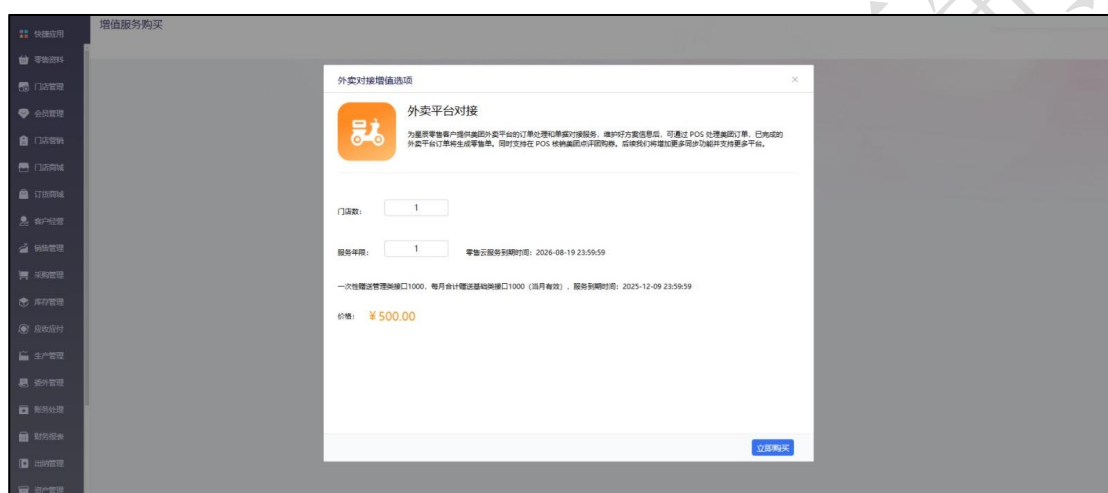 增值服务购买
快捷应用
零售资料
门店管理
会员管理
门店营销
门店商城
订货商城
客户经营
销售管理
采购管理
库存管理
应收应付
生产管理
委外管理
账务处理
财务报表
出纳管理
资产管理
外卖对接增值选项
外卖平台对接
为星辰零售客户提供美团外卖平台的订单处理和单据对接服务，维护好方案信息后，可通过 POS 处理美团订单，已完成的
外卖平台订单将生成零售单。同时支持在 POS 核销美团点评团购券。后续我们将增加更多同步功能并支持更多平台。
门店数： 1
服务年限： 1 零售云服务到期时间：2026-08-19 23:59:59
一次性赠送管理类接口1000，每月合计赠送基础类接口1000（当月有效），服务到期时间：2025-12-09 23:59:59
价格： ¥500.00
立即购买